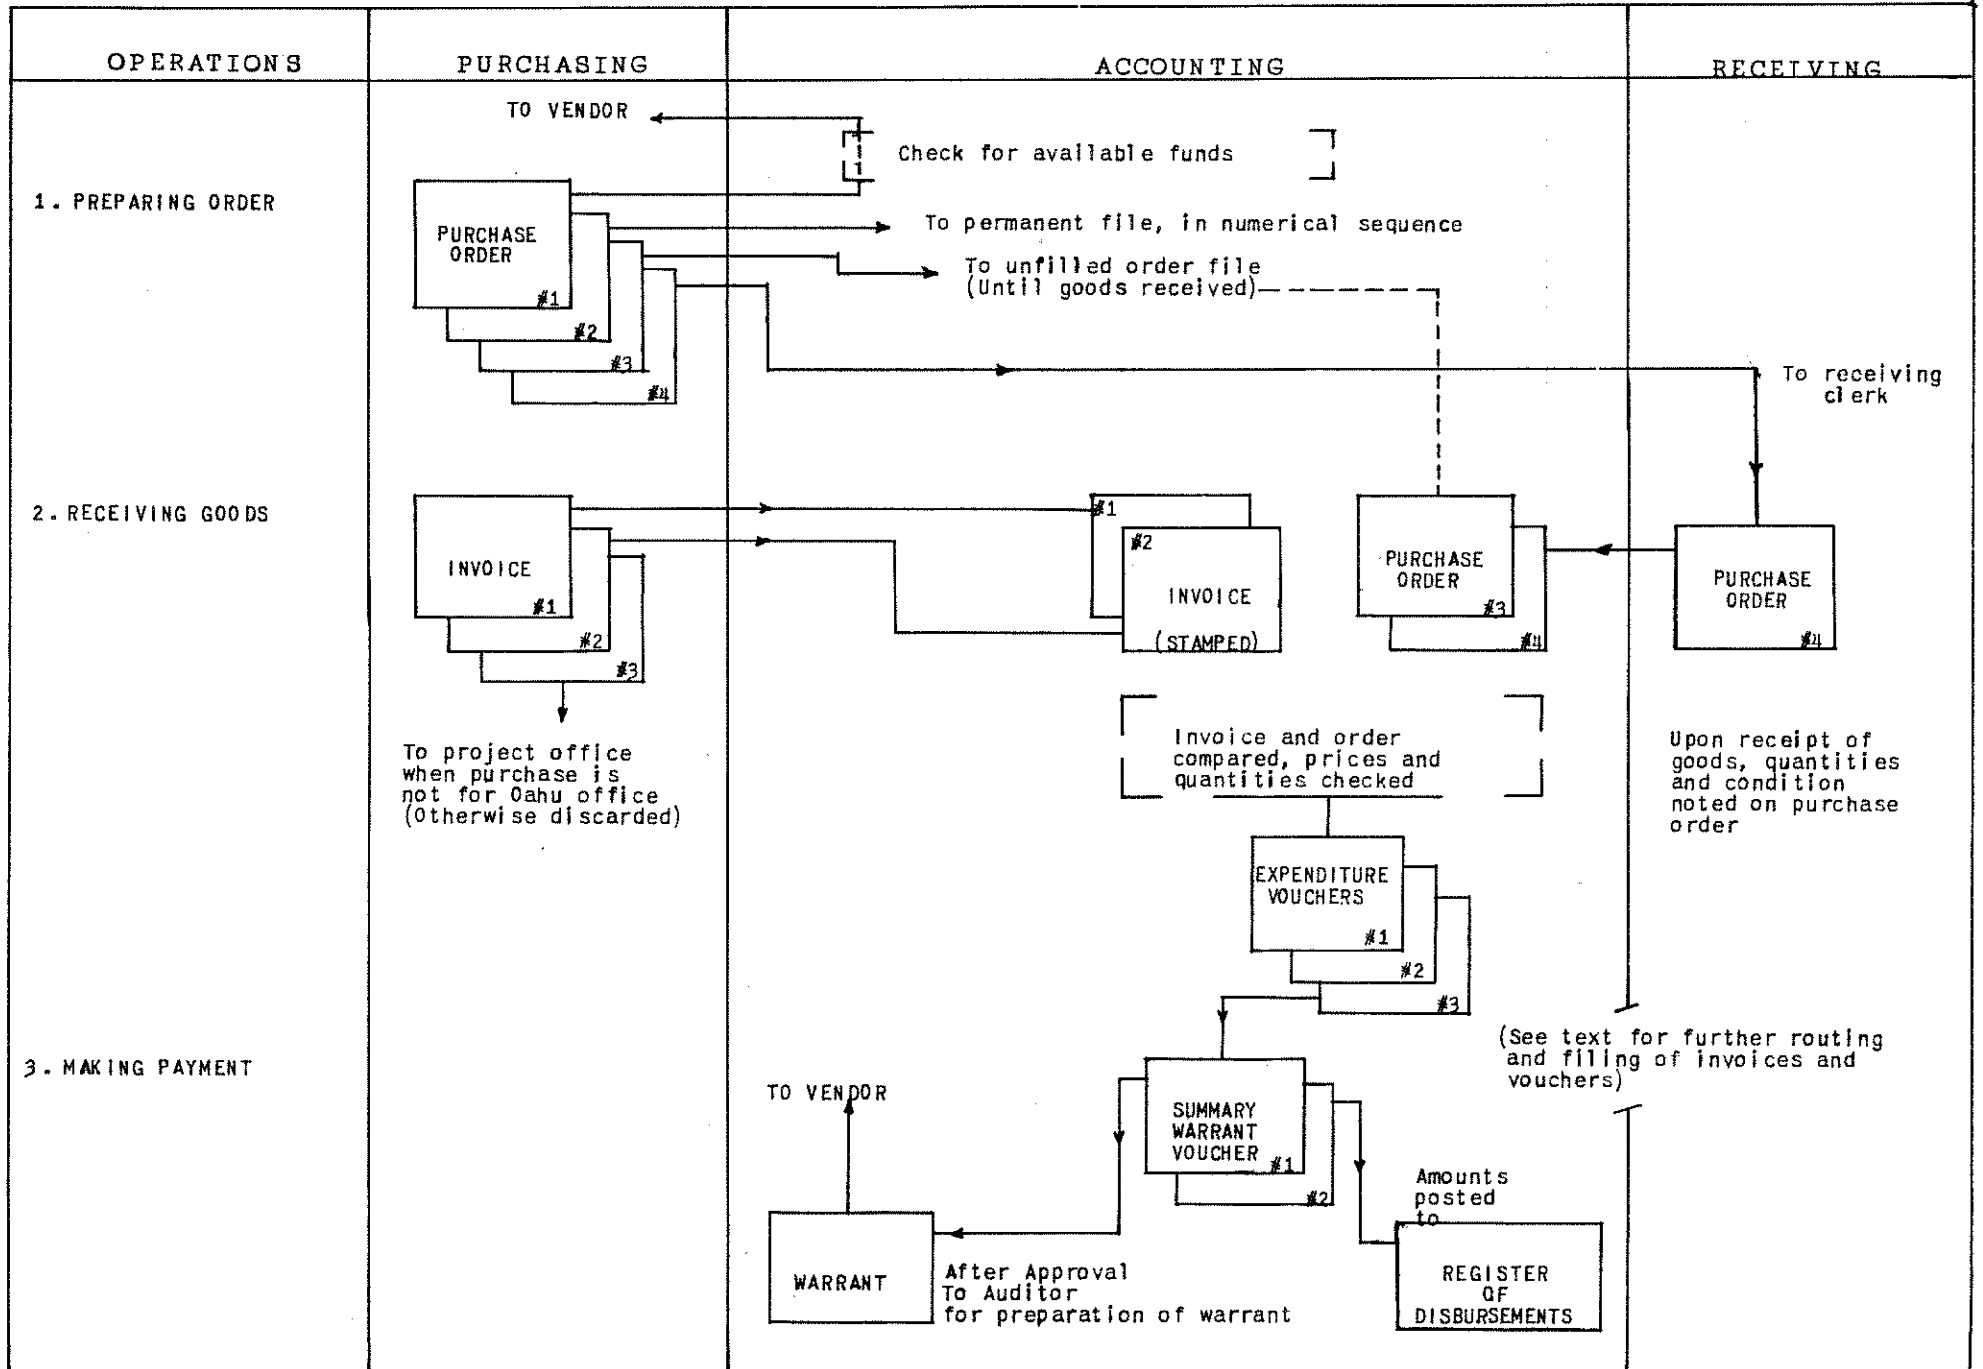 OPERATIONS
PURCHASING
ACCOUNTING
RECEIVING
TO VENDOR
Check for available funds
1. PREPARING ORDER
PURCHASE
ORDER
#1
#2
#3
#4
To permanent file, in numerical sequence
To unfilled order file
(Until goods received)
To receiving
clerk
2. RECEIVING GOODS
INVOICE
#1
#2
#3
#1
#2
INVOICE
(STAMPED)
PURCHASE
ORDER
#3
#4
PURCHASE
ORDER
#4
To project office
when purchase is
not for Oahu office
(Otherwise discarded)
Invoice and order
compared, prices and
quantities checked
Upon receipt of
goods, quantities
and condition
noted on purchase
order
EXPENDITURE
VOUCHERS
#1
#2
#3
(See text for further routing
and filing of invoices and
vouchers)
3. MAKING PAYMENT
TO VENDOR
SUMMARY
WARRANT
VOUCHER
#1
#2
Amounts
posted
to
WARRANT
After Approval
To Auditor
for preparation of warrant
REGISTER
OF
DISBURSEMENTS